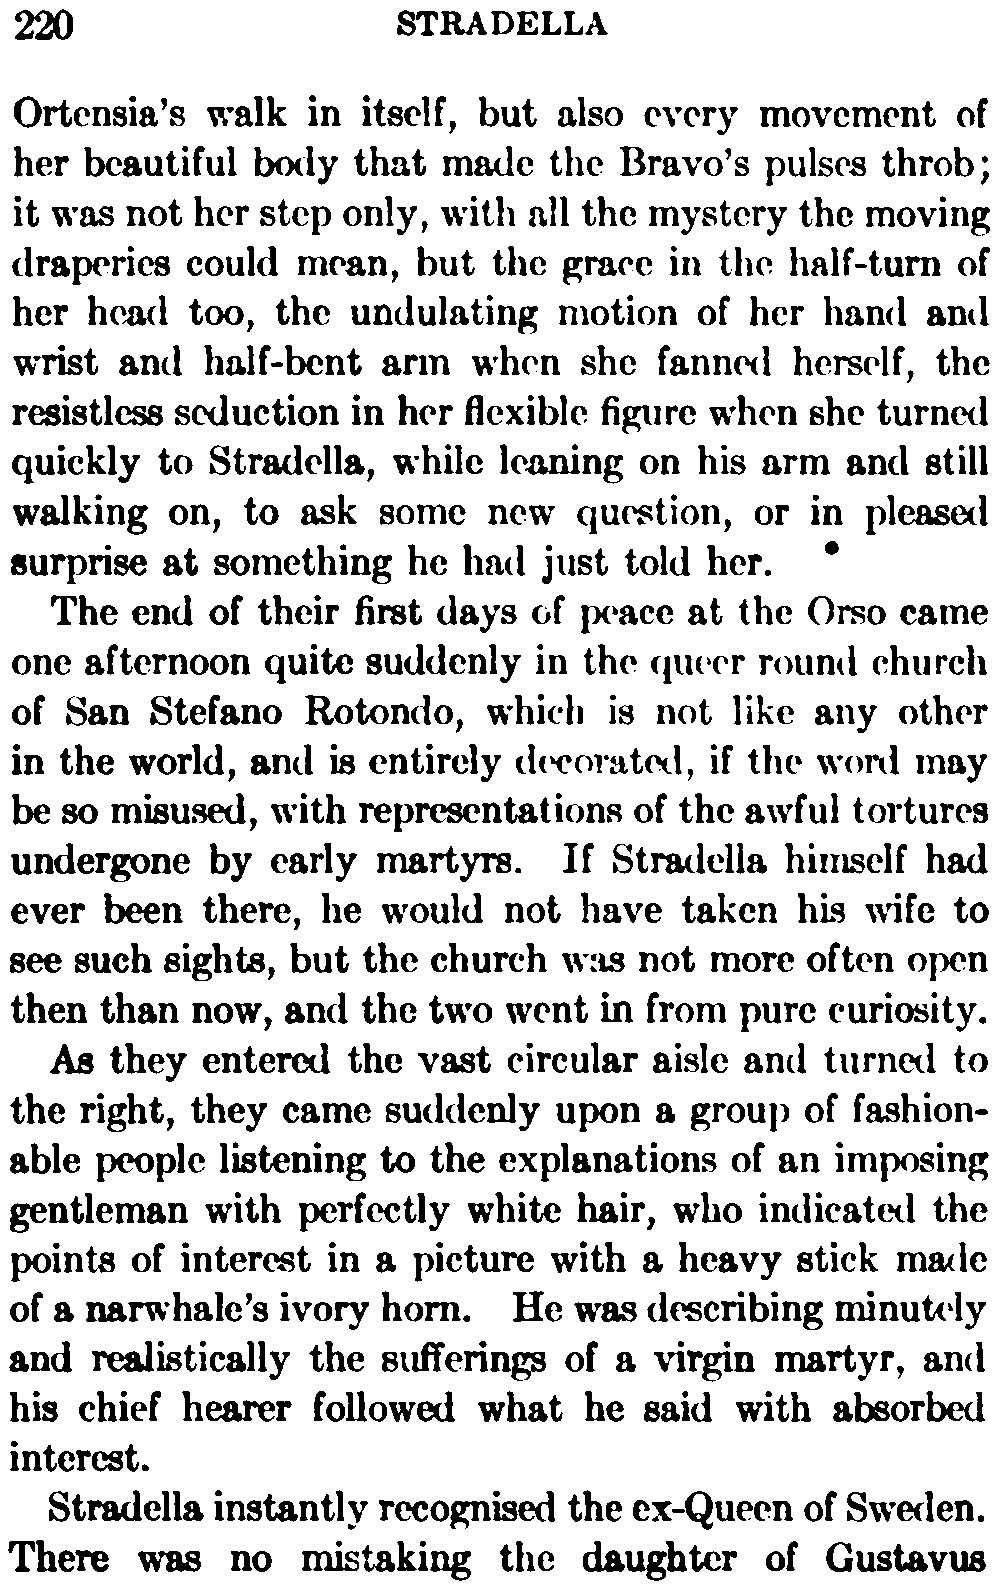 220 STRADELLA
Ortensia's walk in itself, but also every movement of
her beautiful body that made the Bravo's pulses throb;
it was not her step only, with all the mystery the moving
draperies could mean, but the grace in the half-turn of
her head too, the undulating motion of her hand and
wrist and half-bent arm when she fanned herself, the
resistless seduction in her flexible figure when she turned
quickly to Stradella, while leaning on his arm and still
walking on, to ask some new question, or in pleased
surprise at something he had just told her.
The end of their first days of peace at the Orso came
one afternoon quite suddenly in the queer round church
of San Stefano Rotondo, which is not like any other
in the world, and is entirely decorated, if the word may
be so misused, with representations of the awful tortures
undergone by early martyrs. If Stradella himself had
ever been there, he would not have taken his wife to
see such sights, but the church was not more often open
then than now, and the two went in from pure curiosity.
As they entered the vast circular aisle and turned to
the right, they came suddenly upon a group of fashion-
able people listening to the explanations of an imposing
gentleman with perfectly white hair, who indicated the
points of interest in a picture with a heavy stick made
of a narwhale's ivory horn. He was describing minutely
and realistically the sufferings of a virgin martyr, and
his chief hearer followed what he said with absorbed
interest.
Stradella instantly recognised the ex-Queen of Sweden.
There was no mistaking the daughter of Gustavus